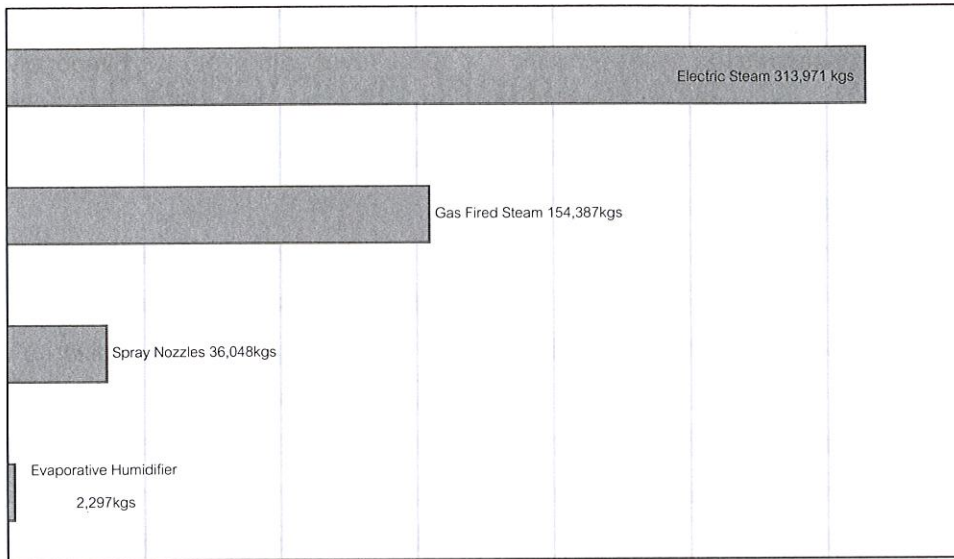 Electric Steam 313,971 kgs
Gas Fired Steam 154,387kgs
Spray Nozzles 36,048kgs
Evaporative Humidifier
2,297kgs